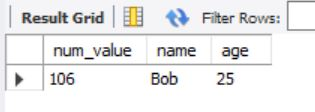 Result Grid Filter Rows:
num_value name age
106 Bob 25